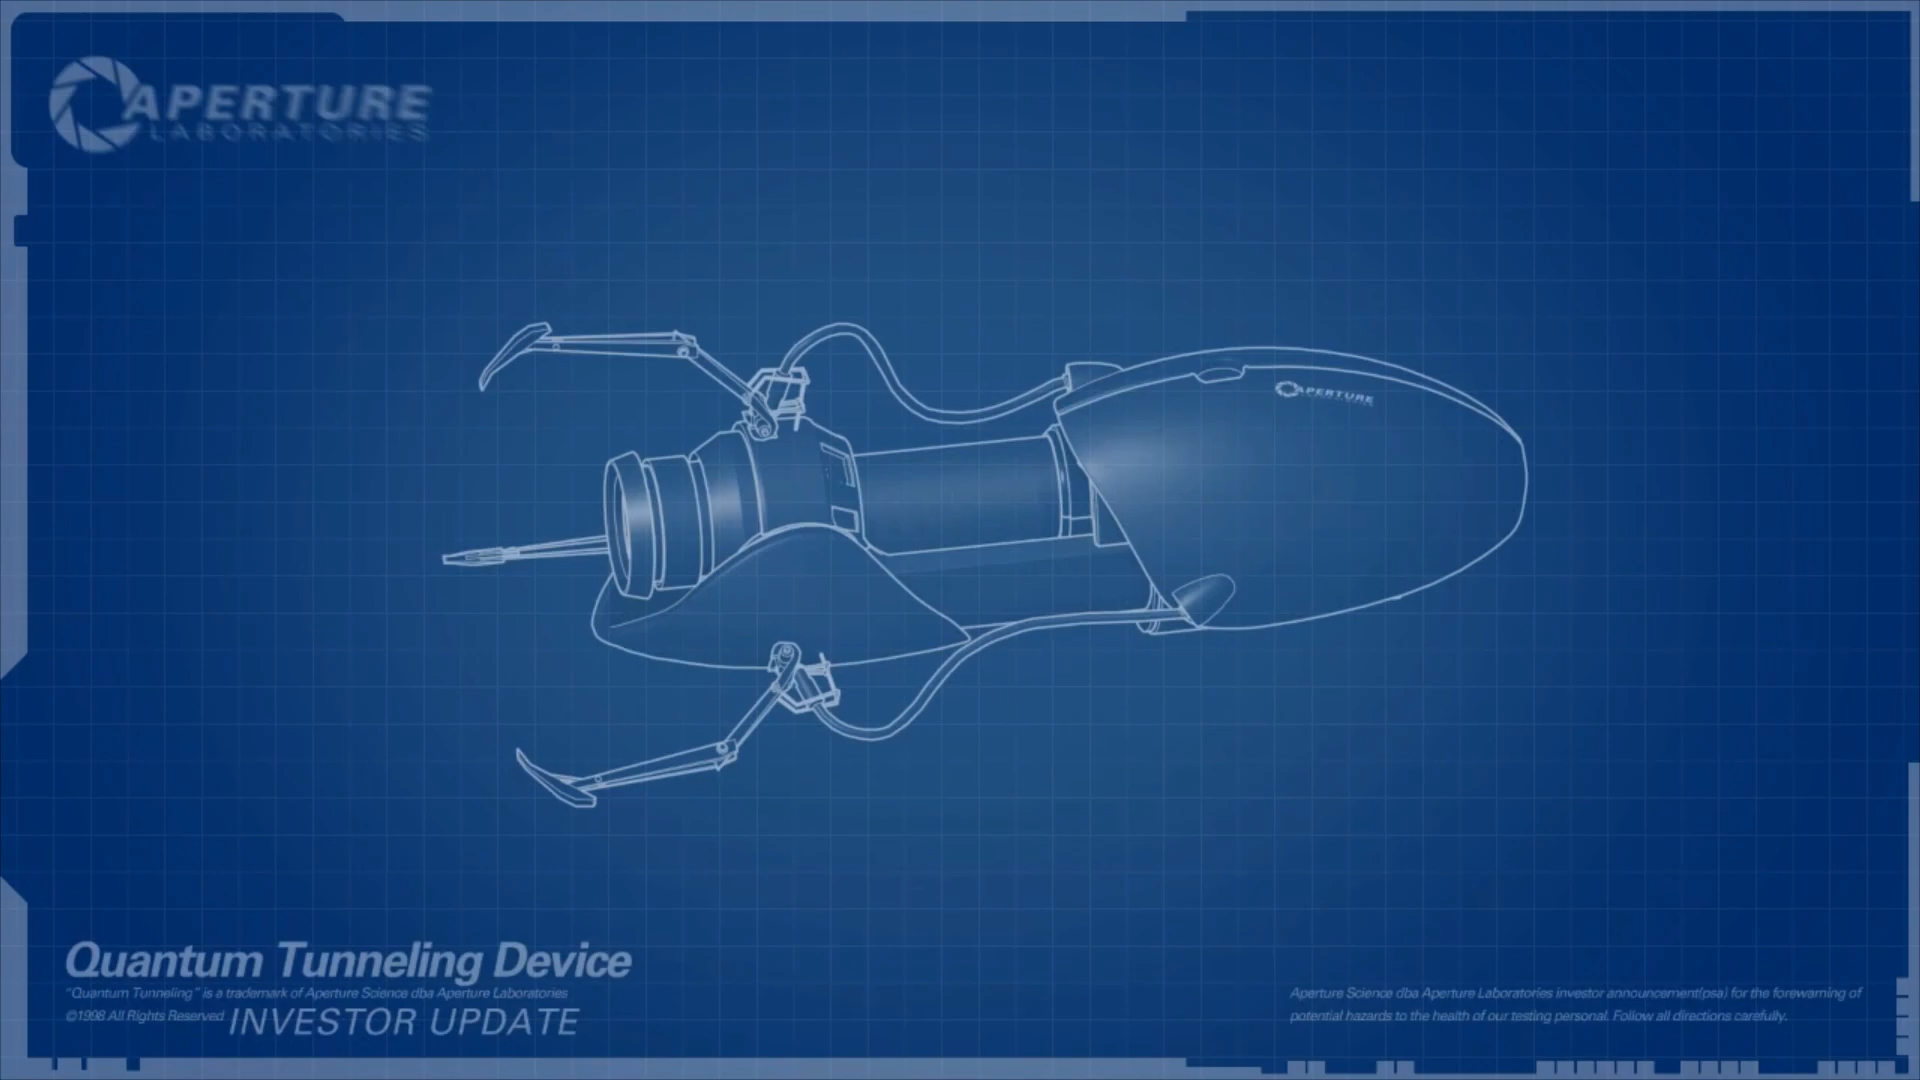 APERTURE
LABORATORIES
APERTURE
Quantum Tunneling Device
"Quantum Tunneling" is a trademark of Aperture Science dba Aperture Laboratories
©1998 All Rights Reserved INVESTOR UPDATE
Aperture Science dba Aperture Laboratories investor announcement(psa) for the forewarning of
potential hazards to the health of our testing personal. Follow all directions carefully.